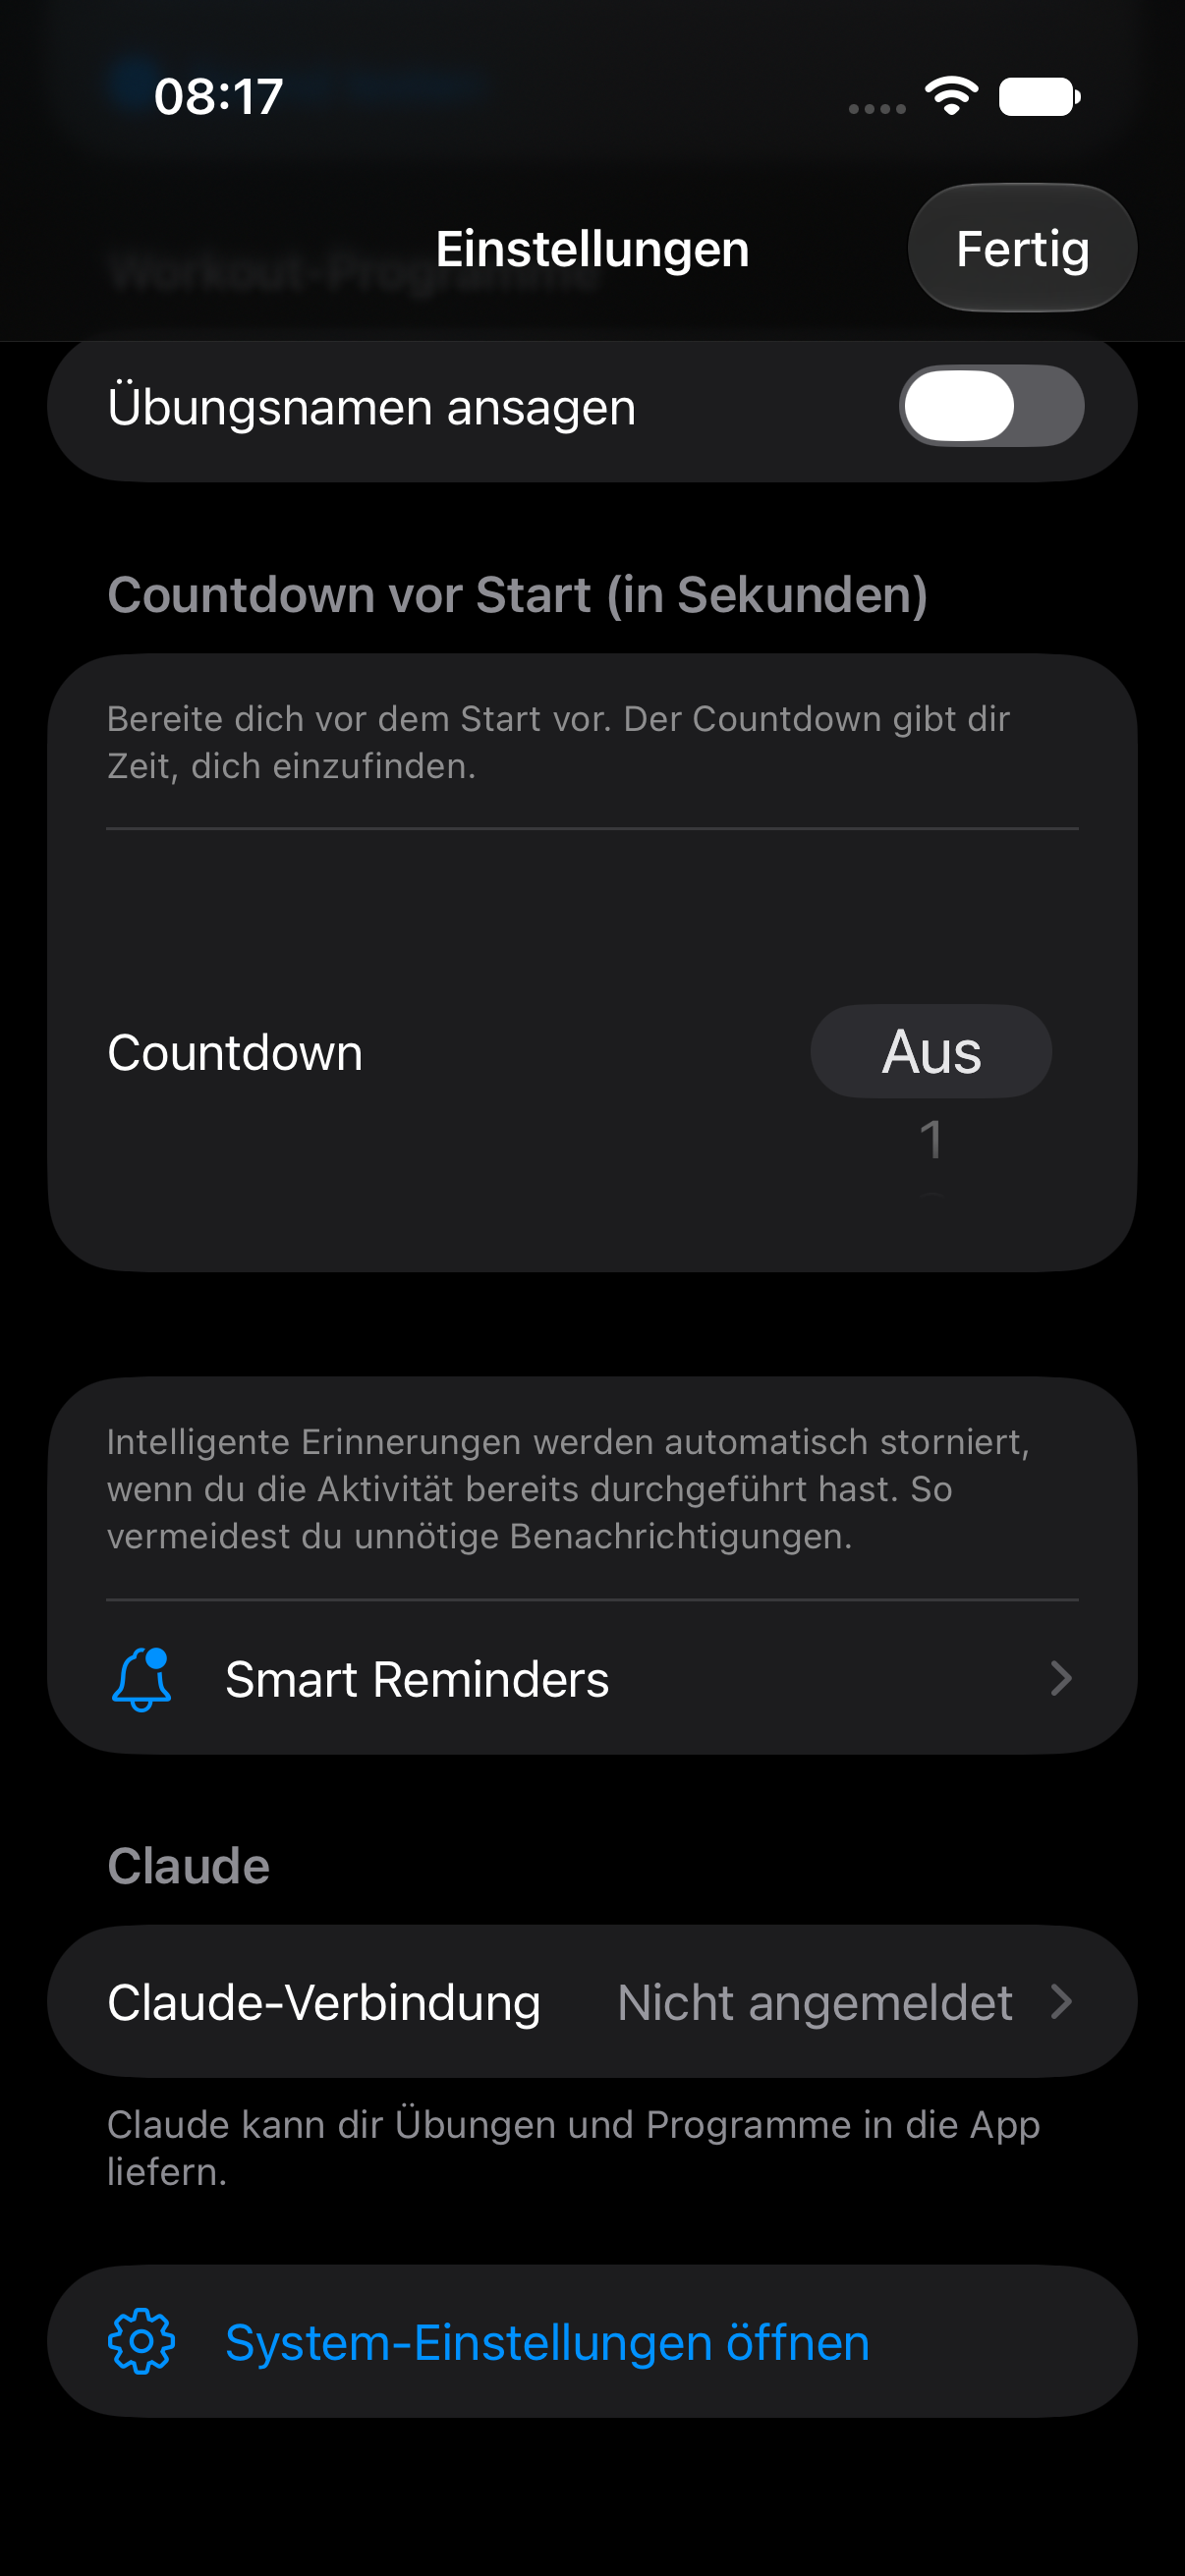 08:17
Einstellungen
Fertig
Workout-Programme
Übungsnamen ansagen
Countdown vor Start (in Sekunden)
Bereite dich vor dem Start vor. Der Countdown gibt dir
Zeit, dich einzufinden.
Countdown
Aus
1
Intelligente Erinnerungen werden automatisch storniert,
wenn du die Aktivität bereits durchgeführt hast. So
vermeidest du unnötige Benachrichtigungen.
Smart Reminders
Claude
Claude-Verbindung
Nicht angemeldet
Claude kann dir Übungen und Programme in die App
liefern.
System-Einstellungen öffnen